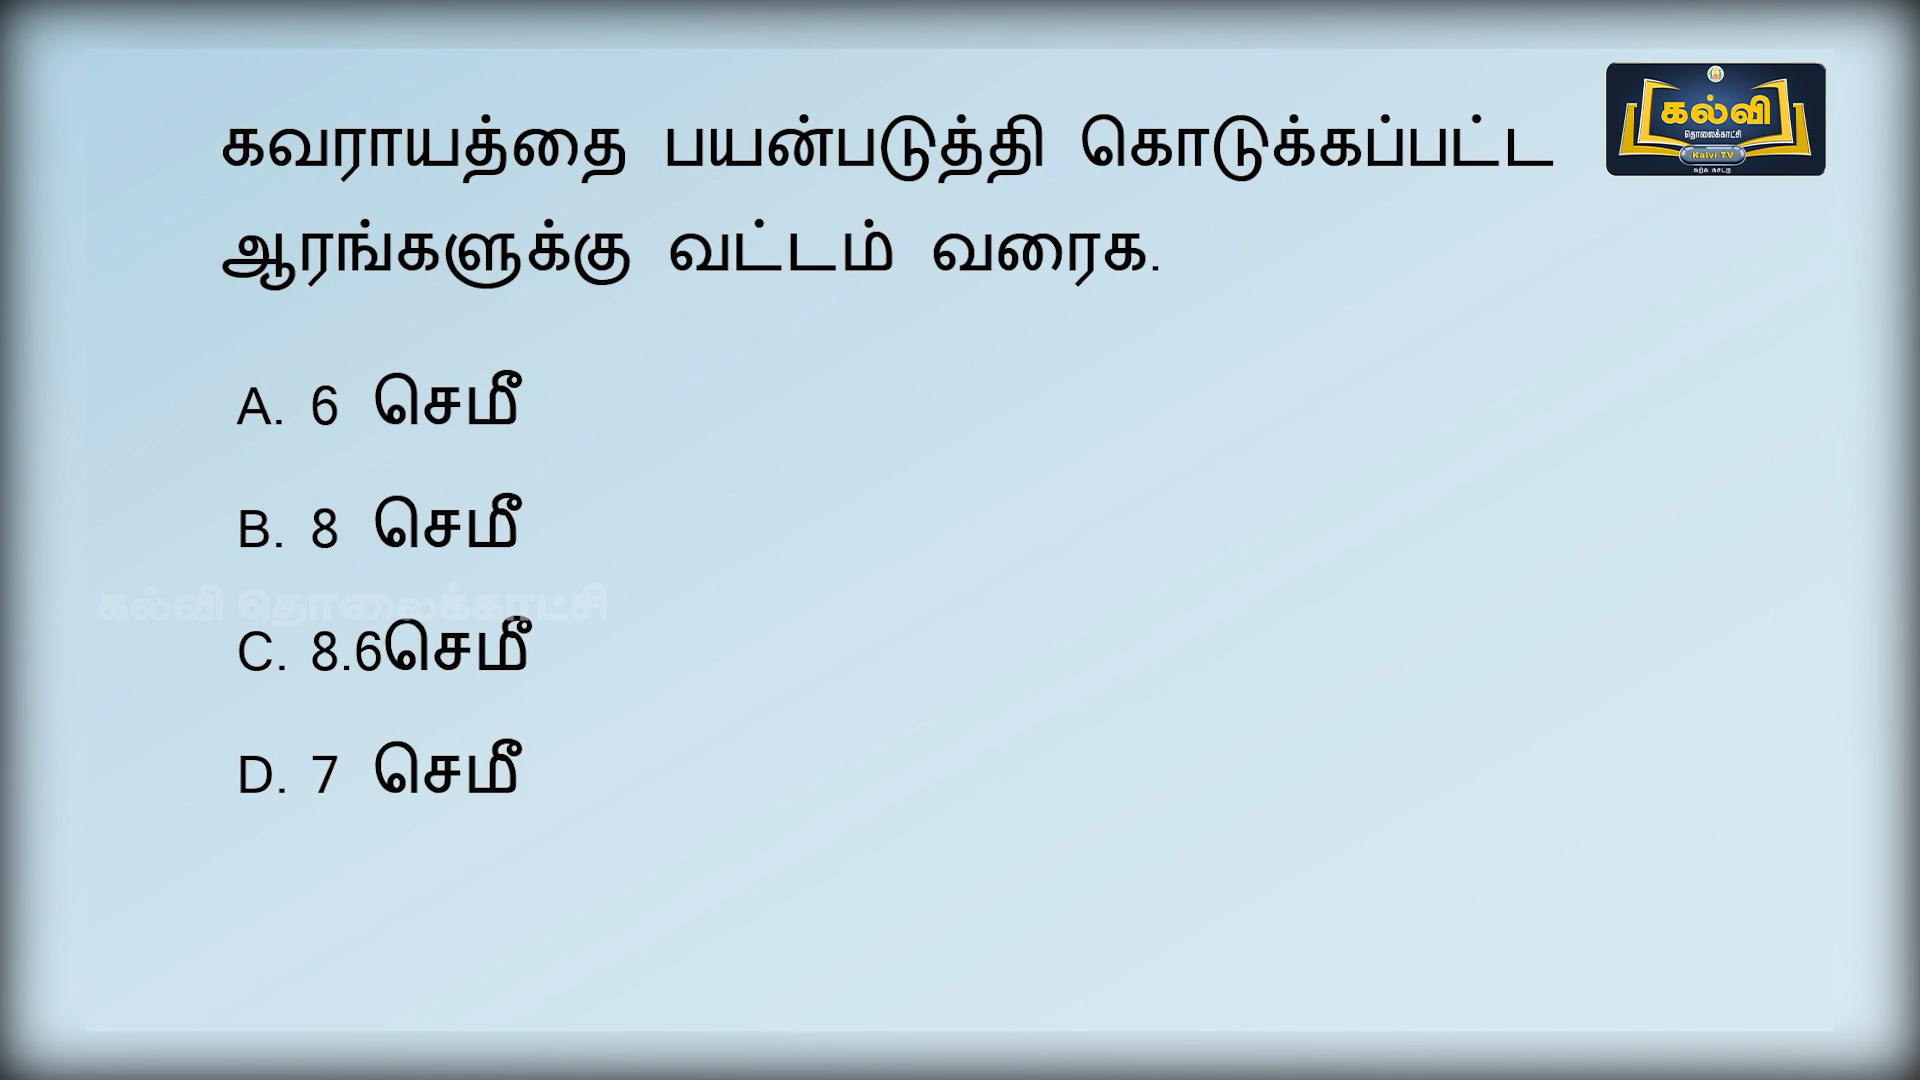 கவராயத்தை பயன்படுத்தி கொடுக்கப்பட்ட
ஆரங்களுக்கு வட்டம் வரைக.
A. 6 செமீ
B. 8 செமீ
C. 8.6செமீ
D. 7 செமீ
கல்வி தொலைக்காட்சி
கல்வி
தொலைக்காட்சி
Kalvi TV
கற்க கசடற